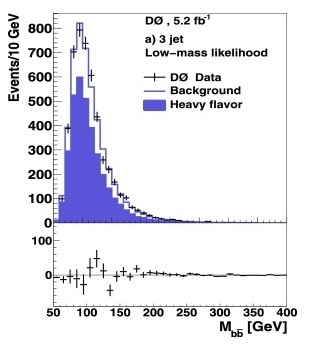 DØ , 5.2 fb⁻¹
a) 3 jet
Low-mass likelihood
DØ Data
Background
Heavy flavor
Events/10 GeV
800
700
600
500
400
300
200
100
0
100
0
50 100 150 200 250 300 350 400
M_bb̄ [GeV]